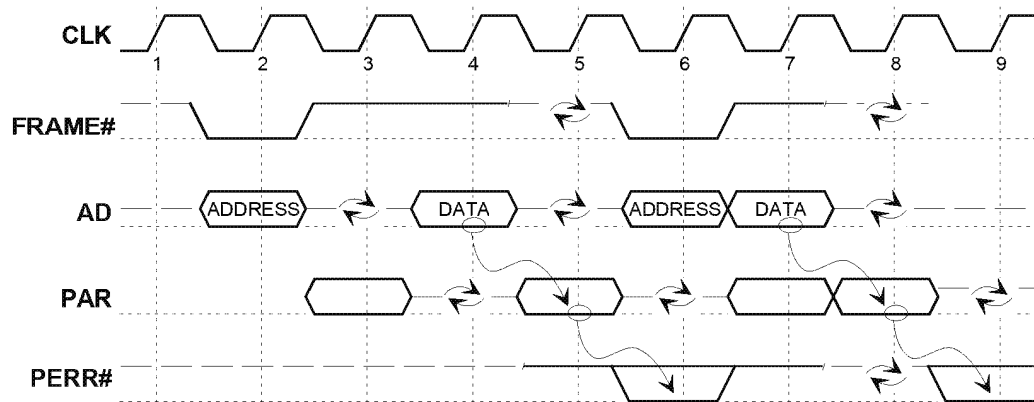 CLK
1 2 3 4 5 6 7 8 9
FRAME#
AD ADDRESS DATA ADDRESS DATA
PAR
PERR#